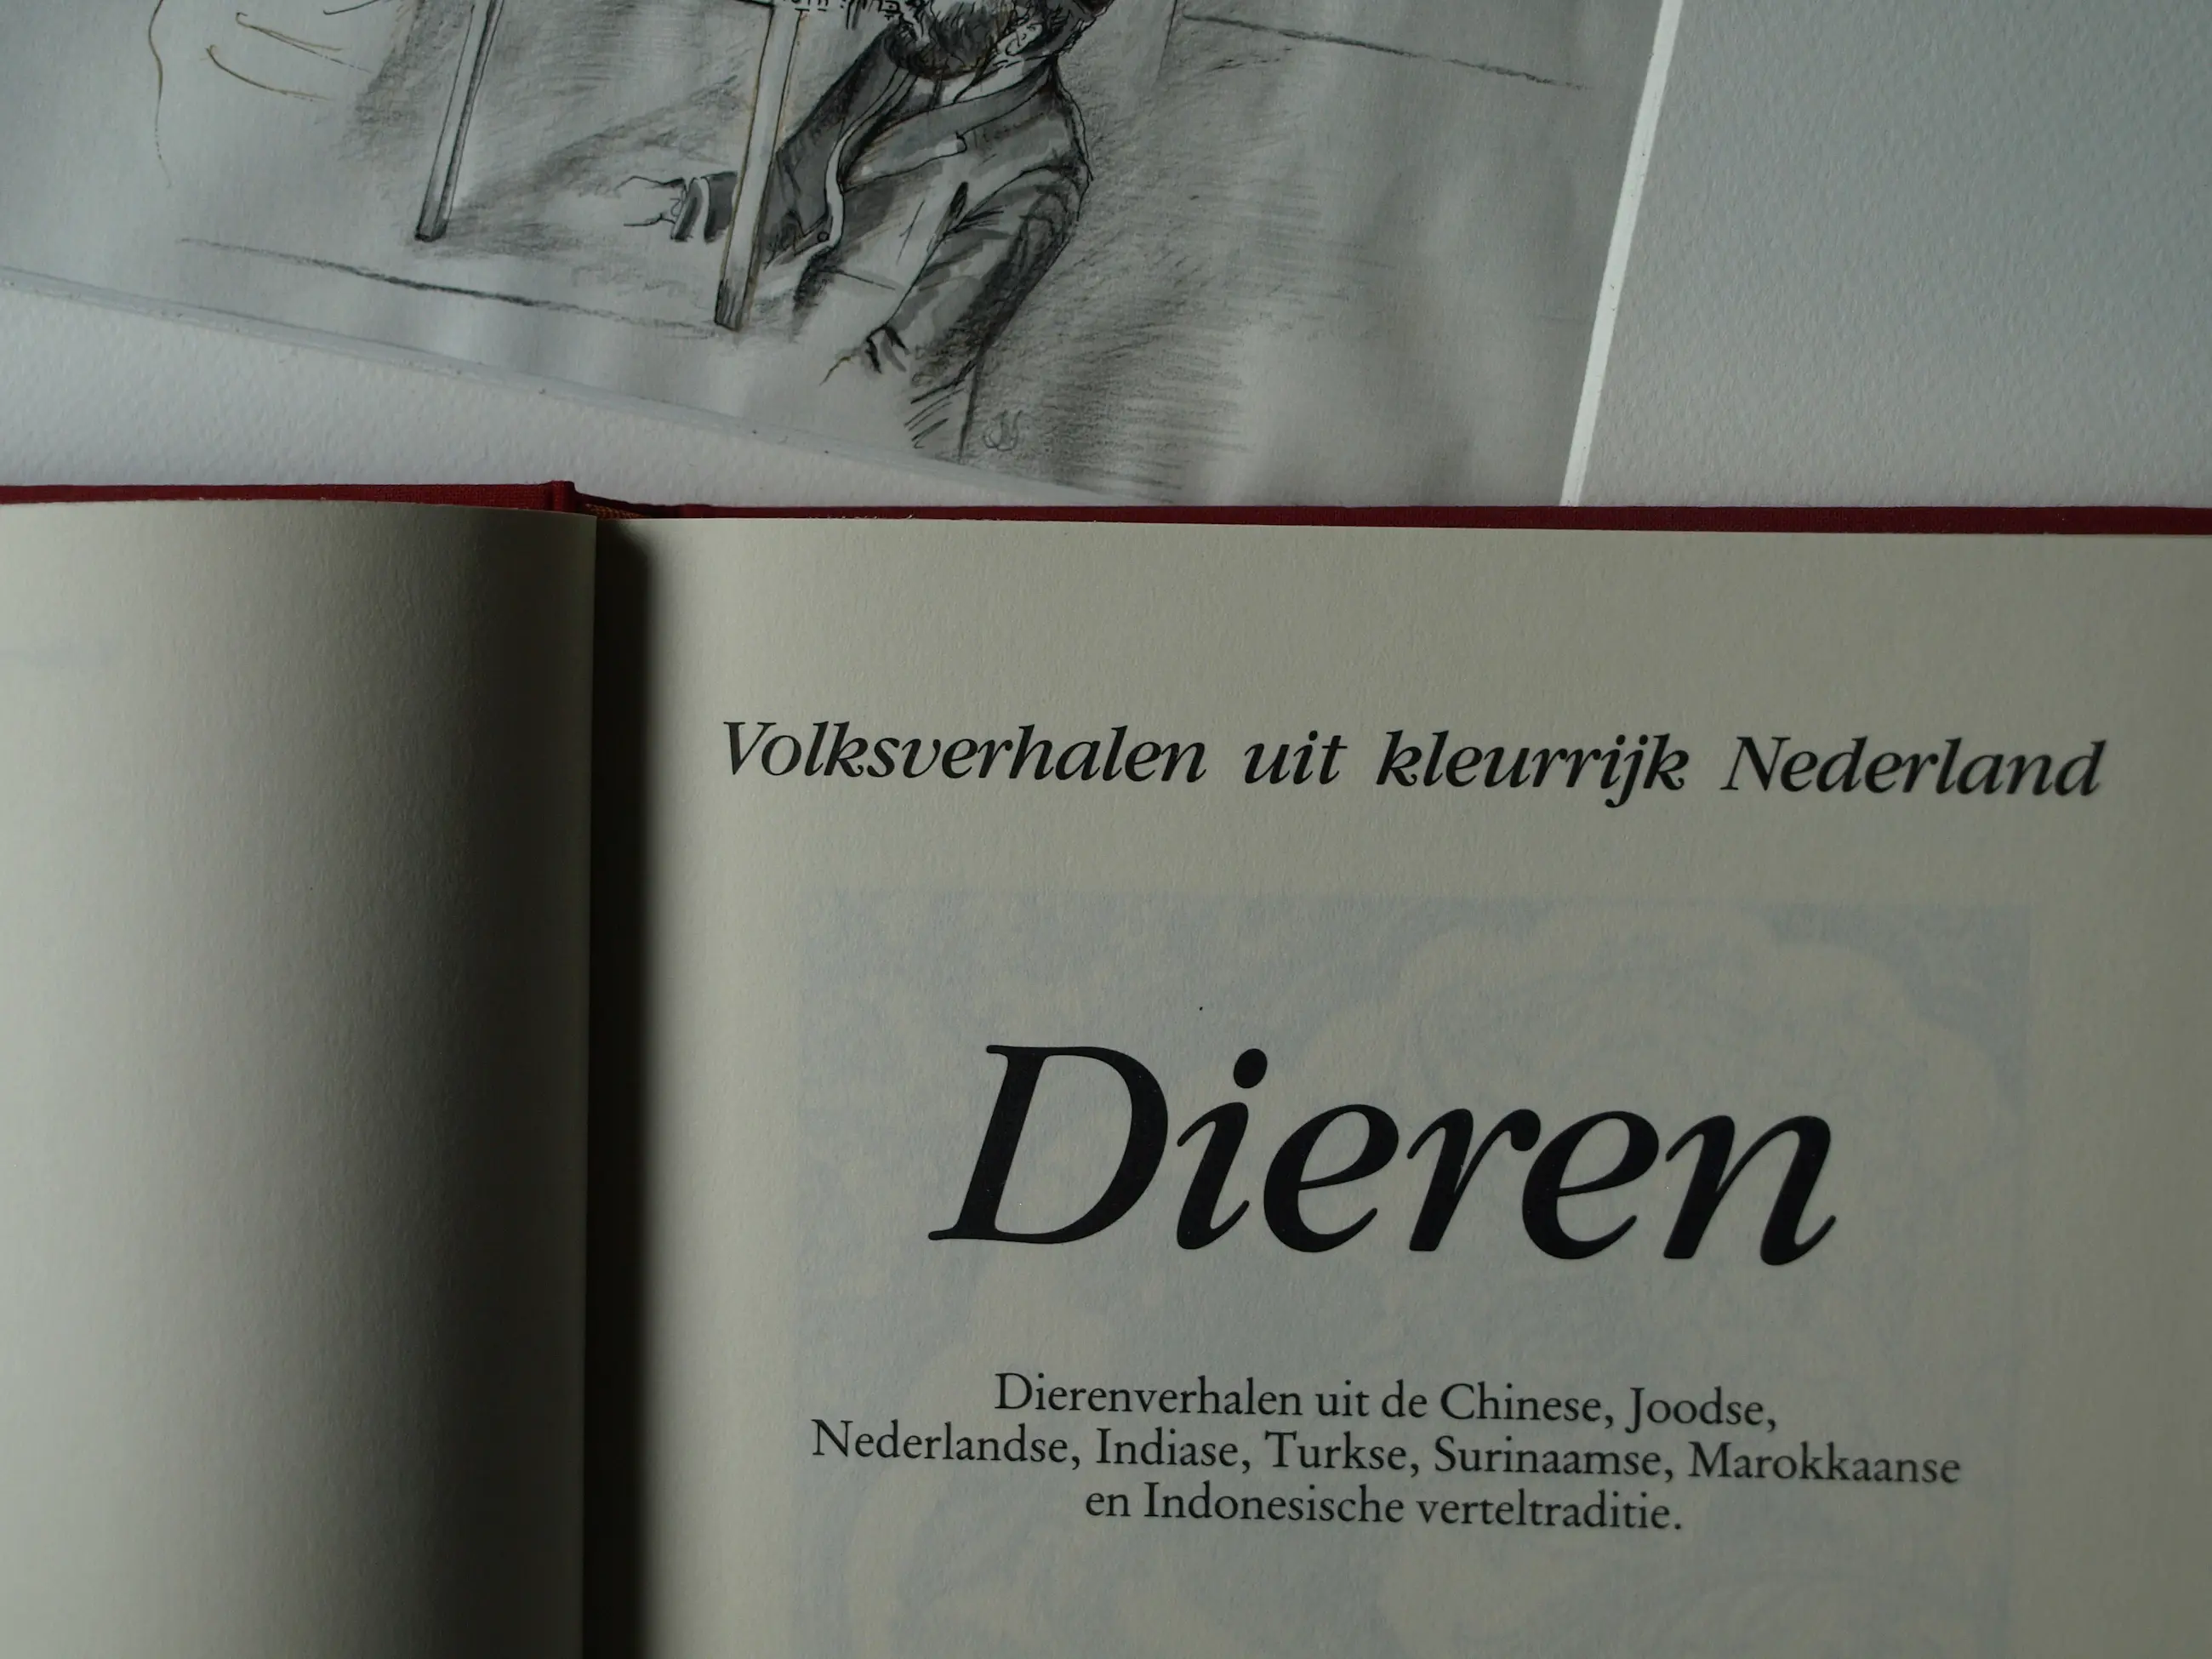 Volksverhalen uit kleurrijk Nederland
Dieren
Dierenverhalen uit de Chinese, Joodse,
Nederlandse, Indiase, Turkse, Surinaamse, Marokkaanse
en Indonesische verteltraditie.